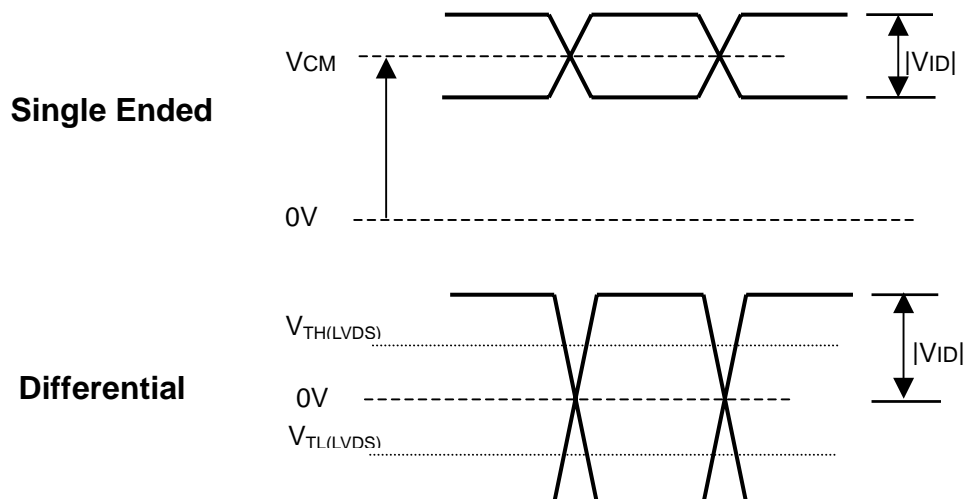 VCM
|VID|
Single Ended
0V
VTH(LVDS)
|VID|
Differential
0V
VTL(LVDS)